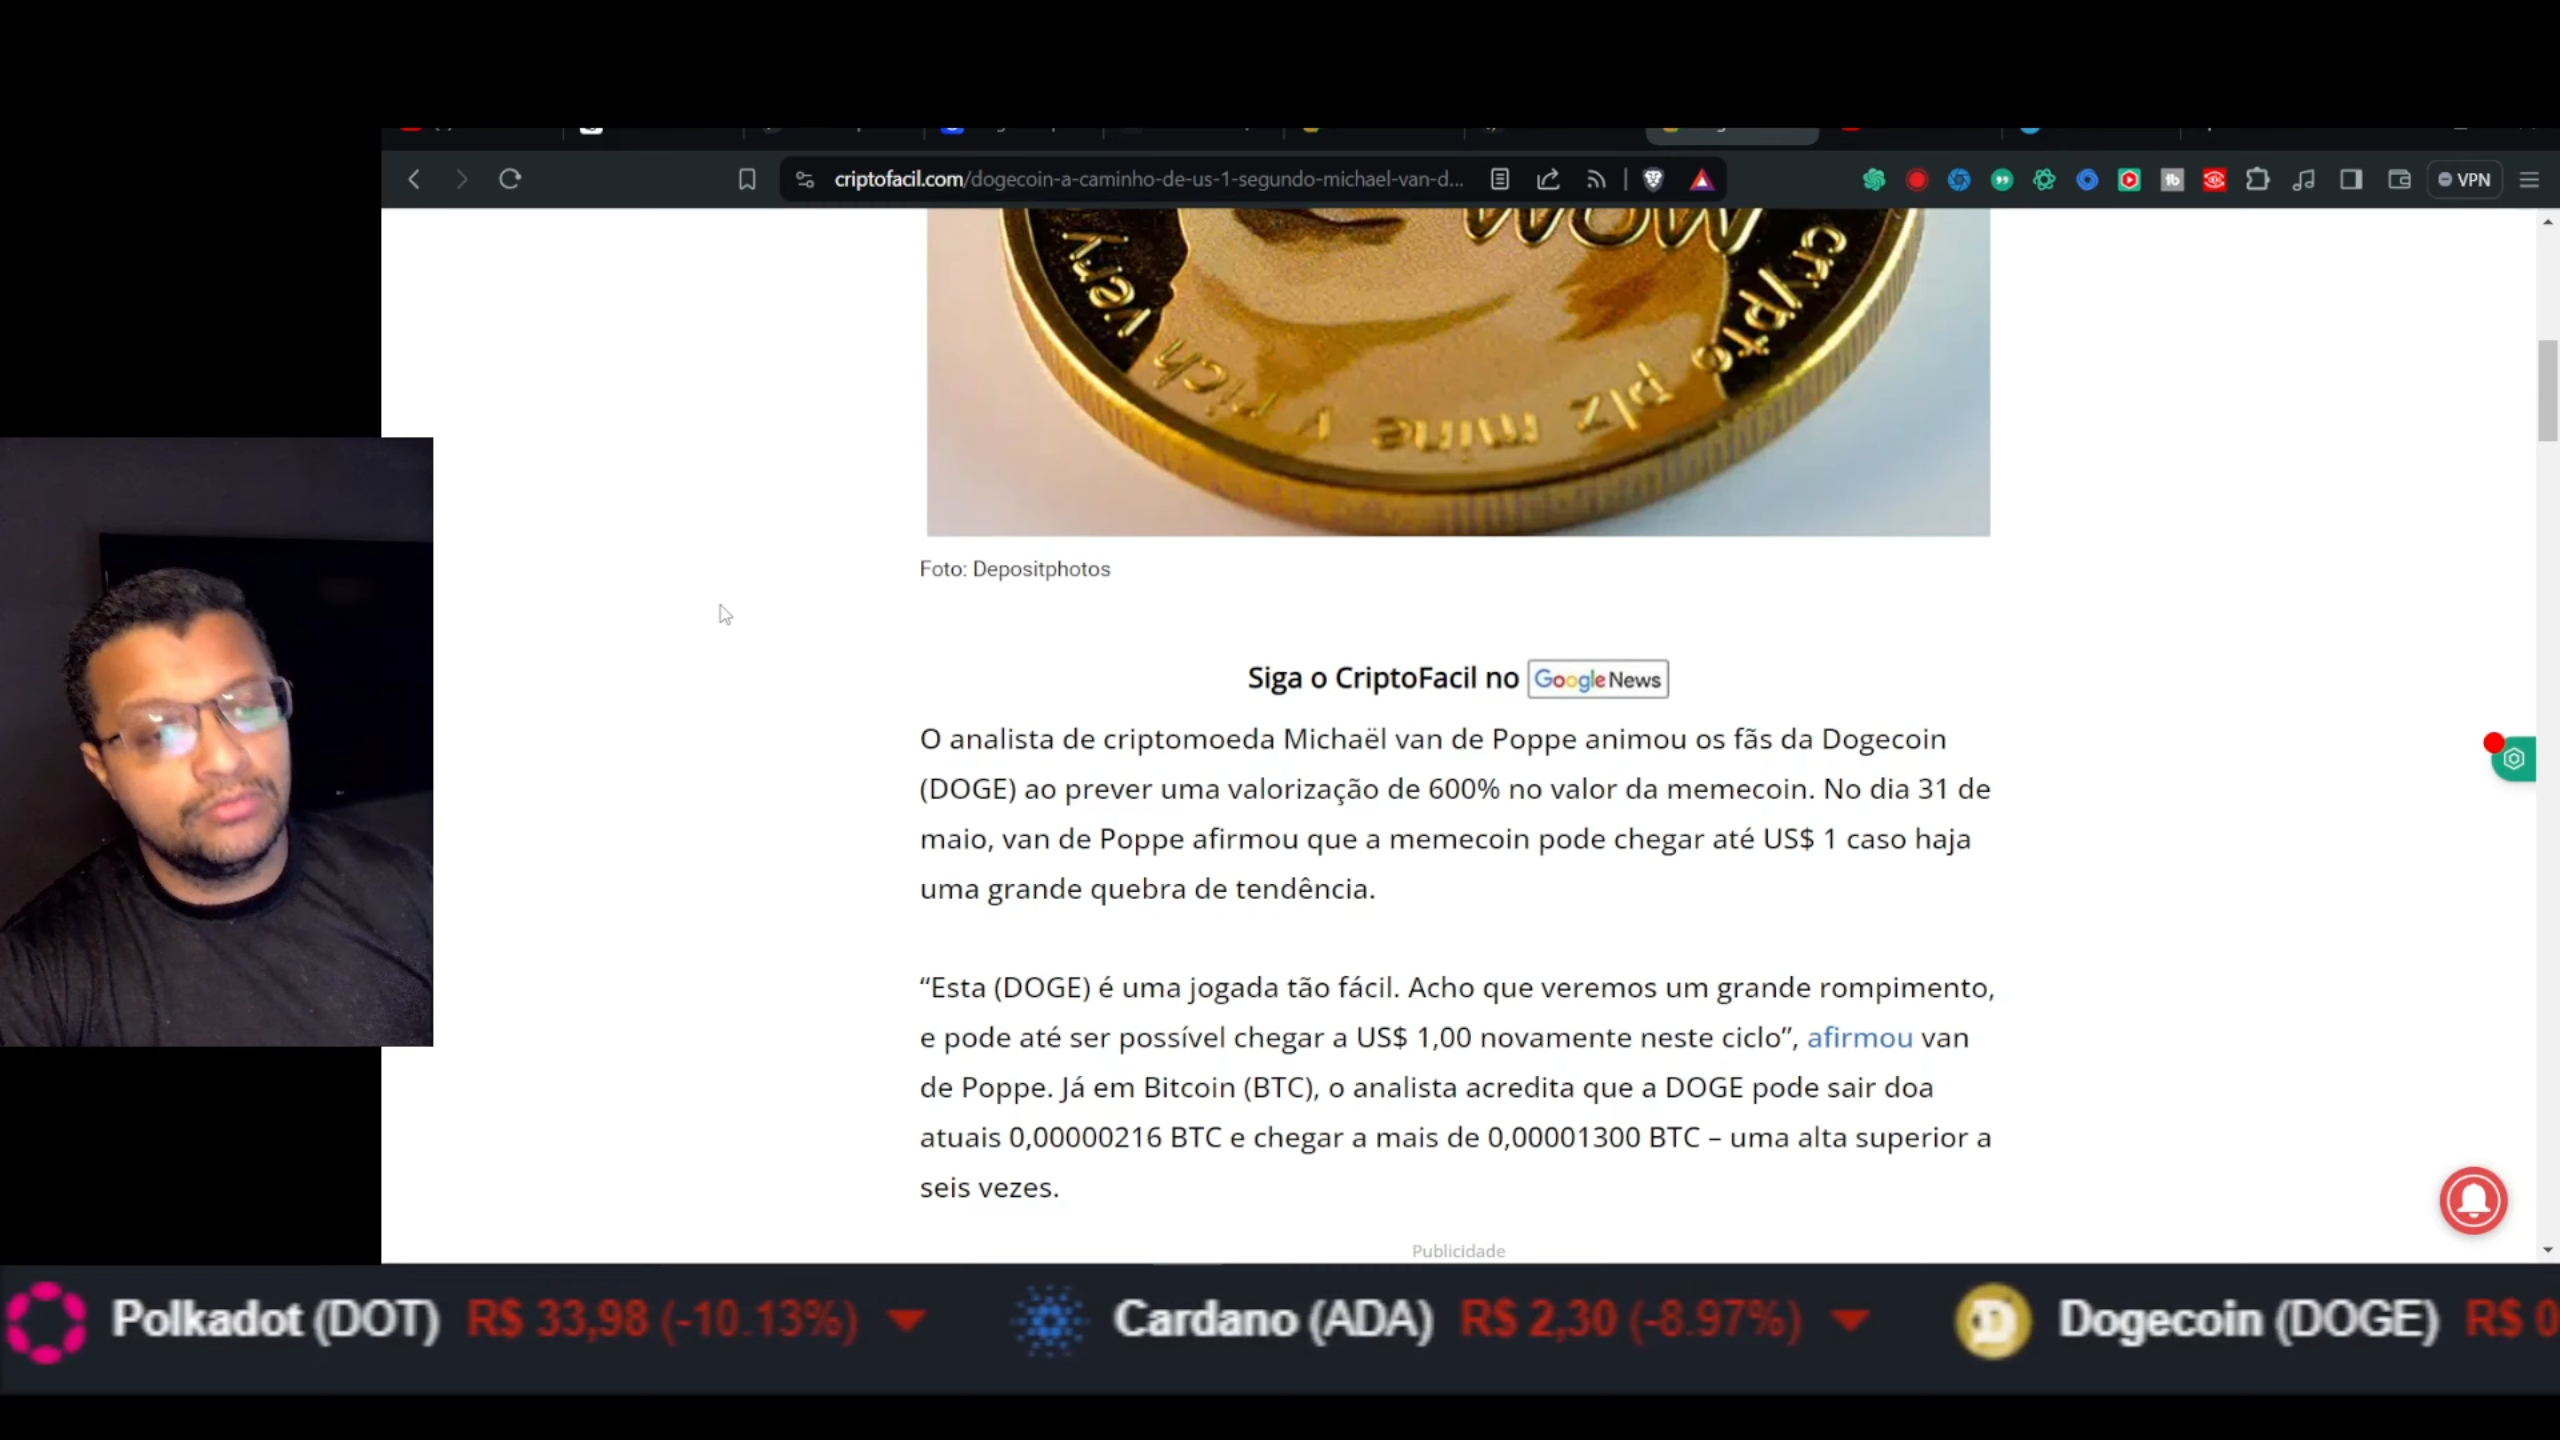 criptofacil.com/dogecoin-a-caminho-de-us-1-segundo-michael-van-d...
VPN
wow
very
crypto
v rich
plz mine
Foto: Depositphotos
Siga o CriptoFacil no Google News
O analista de criptomoeda Michaël van de Poppe animou os fãs da Dogecoin
(DOGE) ao prever uma valorização de 600% no valor da memecoin. No dia 31 de
maio, van de Poppe afirmou que a memecoin pode chegar até US$ 1 caso haja
uma grande quebra de tendência.
“Esta (DOGE) é uma jogada tão fácil. Acho que veremos um grande rompimento,
e pode até ser possível chegar a US$ 1,00 novamente neste ciclo”, afirmou van
de Poppe. Já em Bitcoin (BTC), o analista acredita que a DOGE pode sair doa
atuais 0,00000216 BTC e chegar a mais de 0,00001300 BTC – uma alta superior a
seis vezes.
Publicidade
Polkadot (DOT) R$ 33,98 (-10.13%) Cardano (ADA) R$ 2,30 (-8.97%) Dogecoin (DOGE) R$ 0